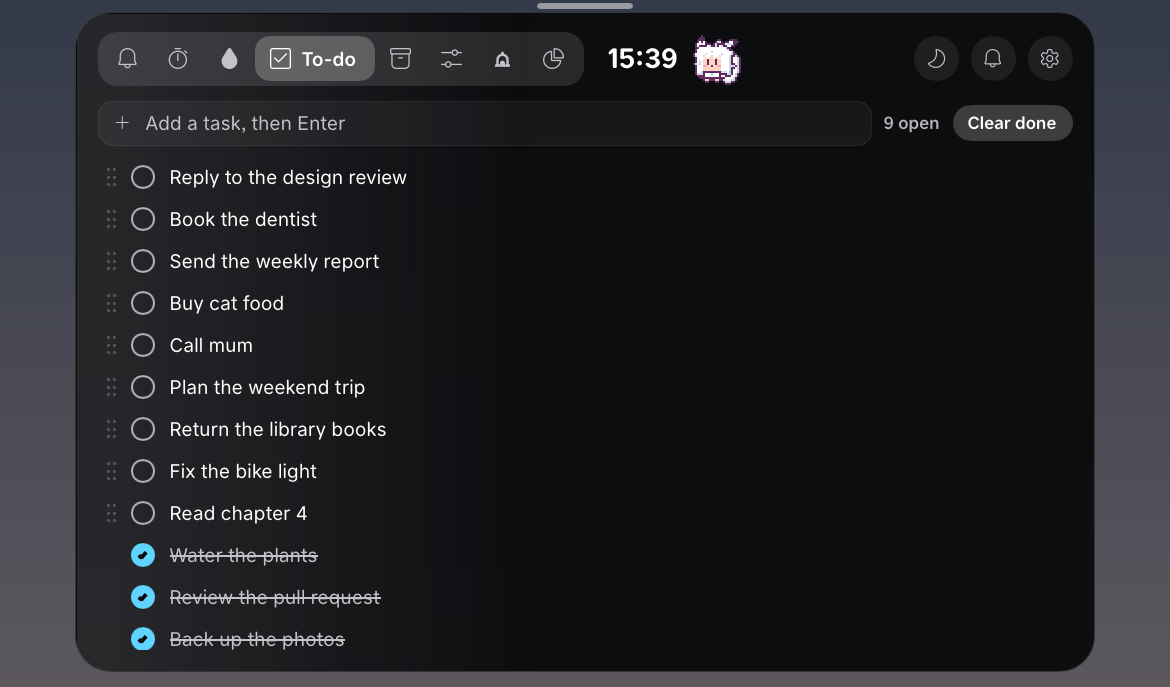 To-do
15:39
Add a task, then Enter
9 open
Clear done
Reply to the design review
Book the dentist
Send the weekly report
Buy cat food
Call mum
Plan the weekend trip
Return the library books
Fix the bike light
Read chapter 4
Water the plants
Review the pull request
Back up the photos